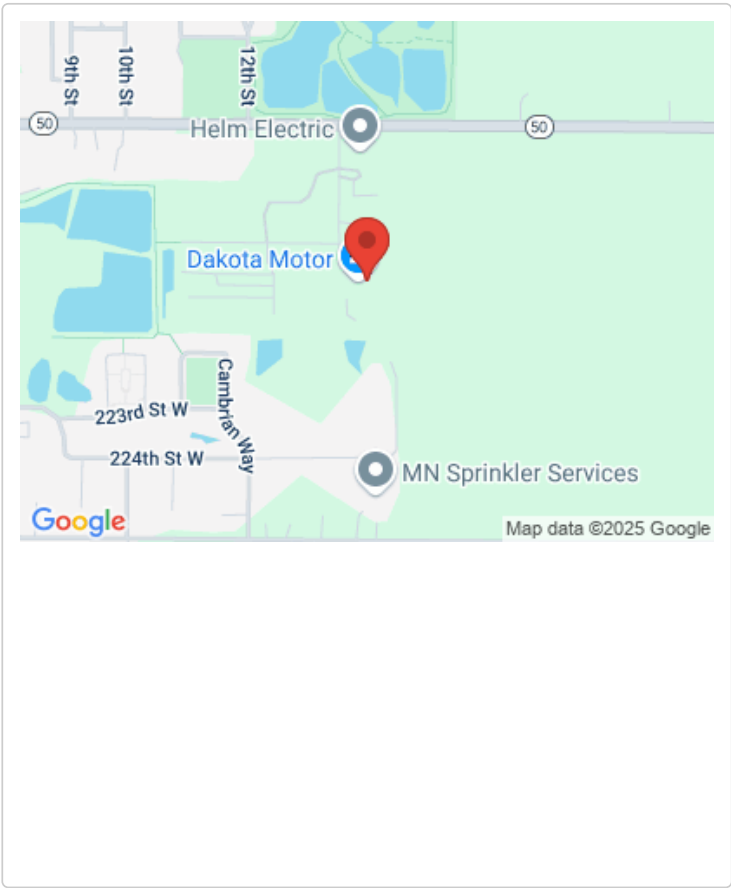 9th St
10th St
12th St
50
Helm Electric
50
Dakota Motor
Cambrian Way
223rd St W
224th St W
MN Sprinkler Services
Google
Map data ©2025 Google